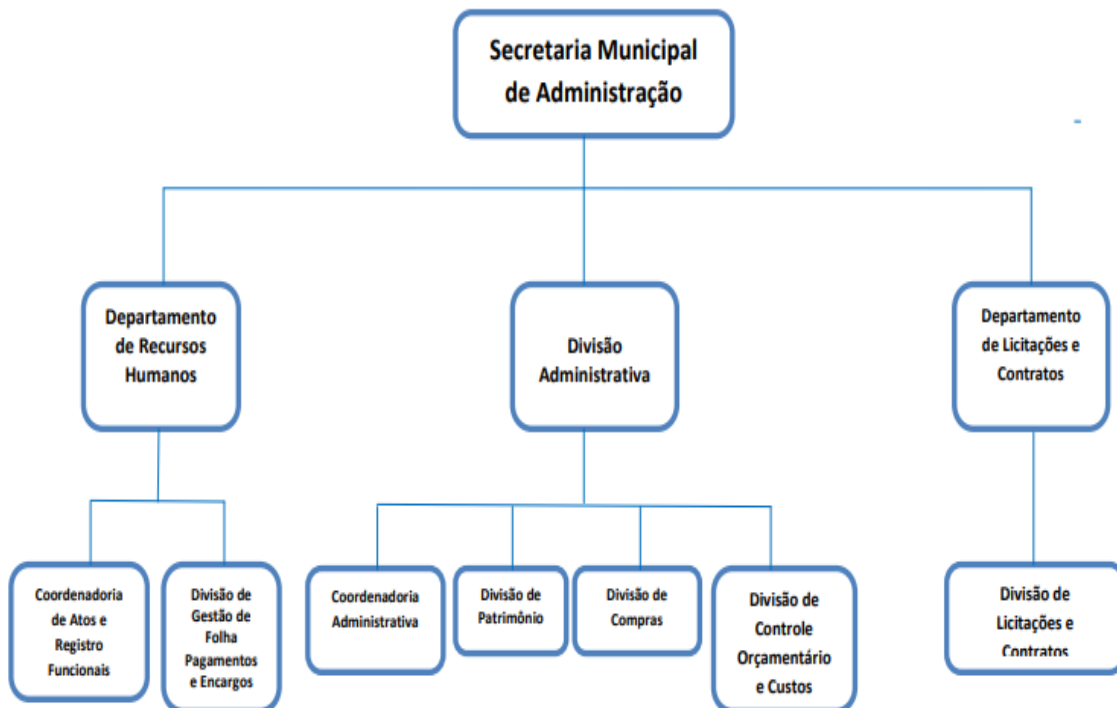 Secretaria Municipal
de Administração
Departamento
de Recursos
Humanos
Divisão
Administrativa
Departamento
de Licitações e
Contratos
Coordenadoria
de Atos e
Registro
Funcionais
Divisão de
Gestão de
Folha
Pagamentos
e Encargos
Coordenadoria
Administrativa
Divisão de
Patrimônio
Divisão de
Compras
Divisão de
Controle
Orçamentário
e Custos
Divisão de
Licitações e
Contratos